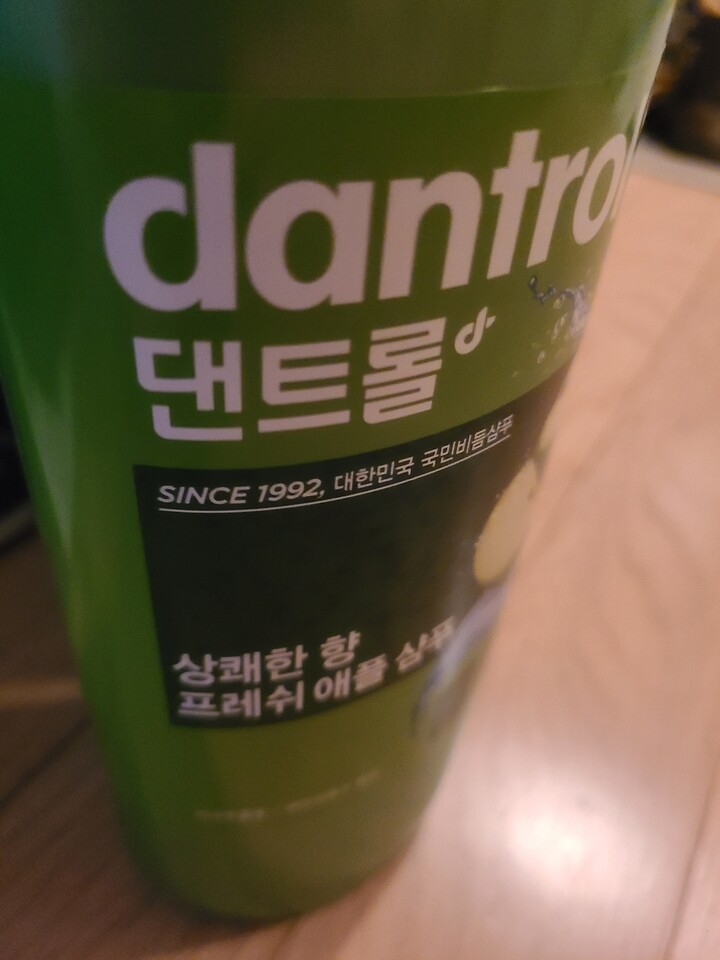 dantrol
댄트롤
SINCE 1992, 대한민국 국민비듬샴푸
상쾌한 향
프레쉬 애플 샴푸